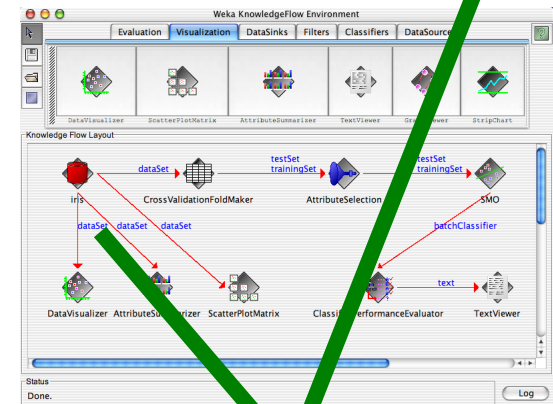 Weka KnowledgeFlow Environment
Evaluation Visualization DataSinks Filters Classifiers DataSource
DataVisualizer ScatterPlotMatrix AttributeSummarizer TextViewer StripChart
Knowledge Flow Layout
dataSet
testSet
trainingSet
testSet
trainingSet
iris CrossValidationFoldMaker AttributeSelection SMO
dataSet dataSet dataSet
batchClassifier
text
DataVisualizer ScatterPlotMatrix TextViewer
Status
Done.
Log